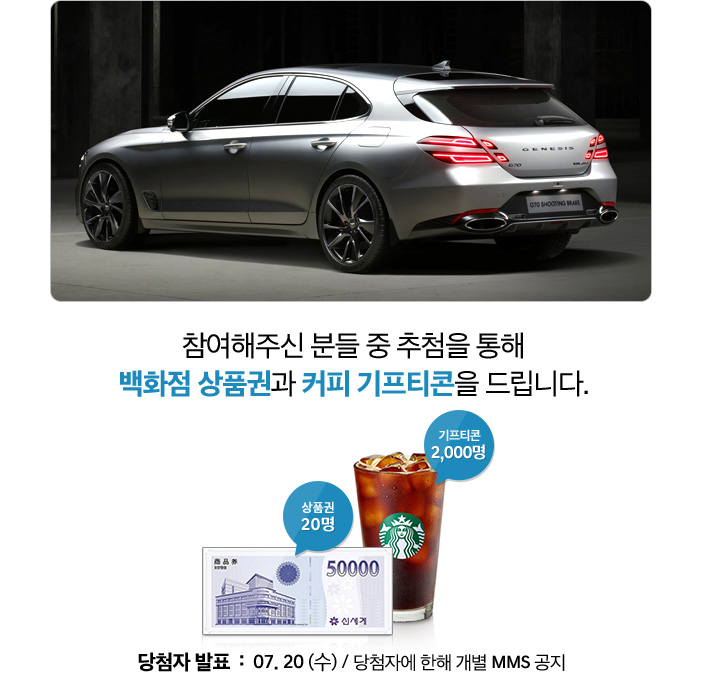 GENESIS
G70
G70 SHOOTING BRAKE
참여해주신 분들 중 추첨을 통해
백화점 상품권과 커피 기프티콘을 드립니다.
기프티콘
2,000명
상품권
20명
商品券
50000
신세계
당첨자 발표 : 07. 20 (수) / 당첨자에 한해 개별 MMS 공지